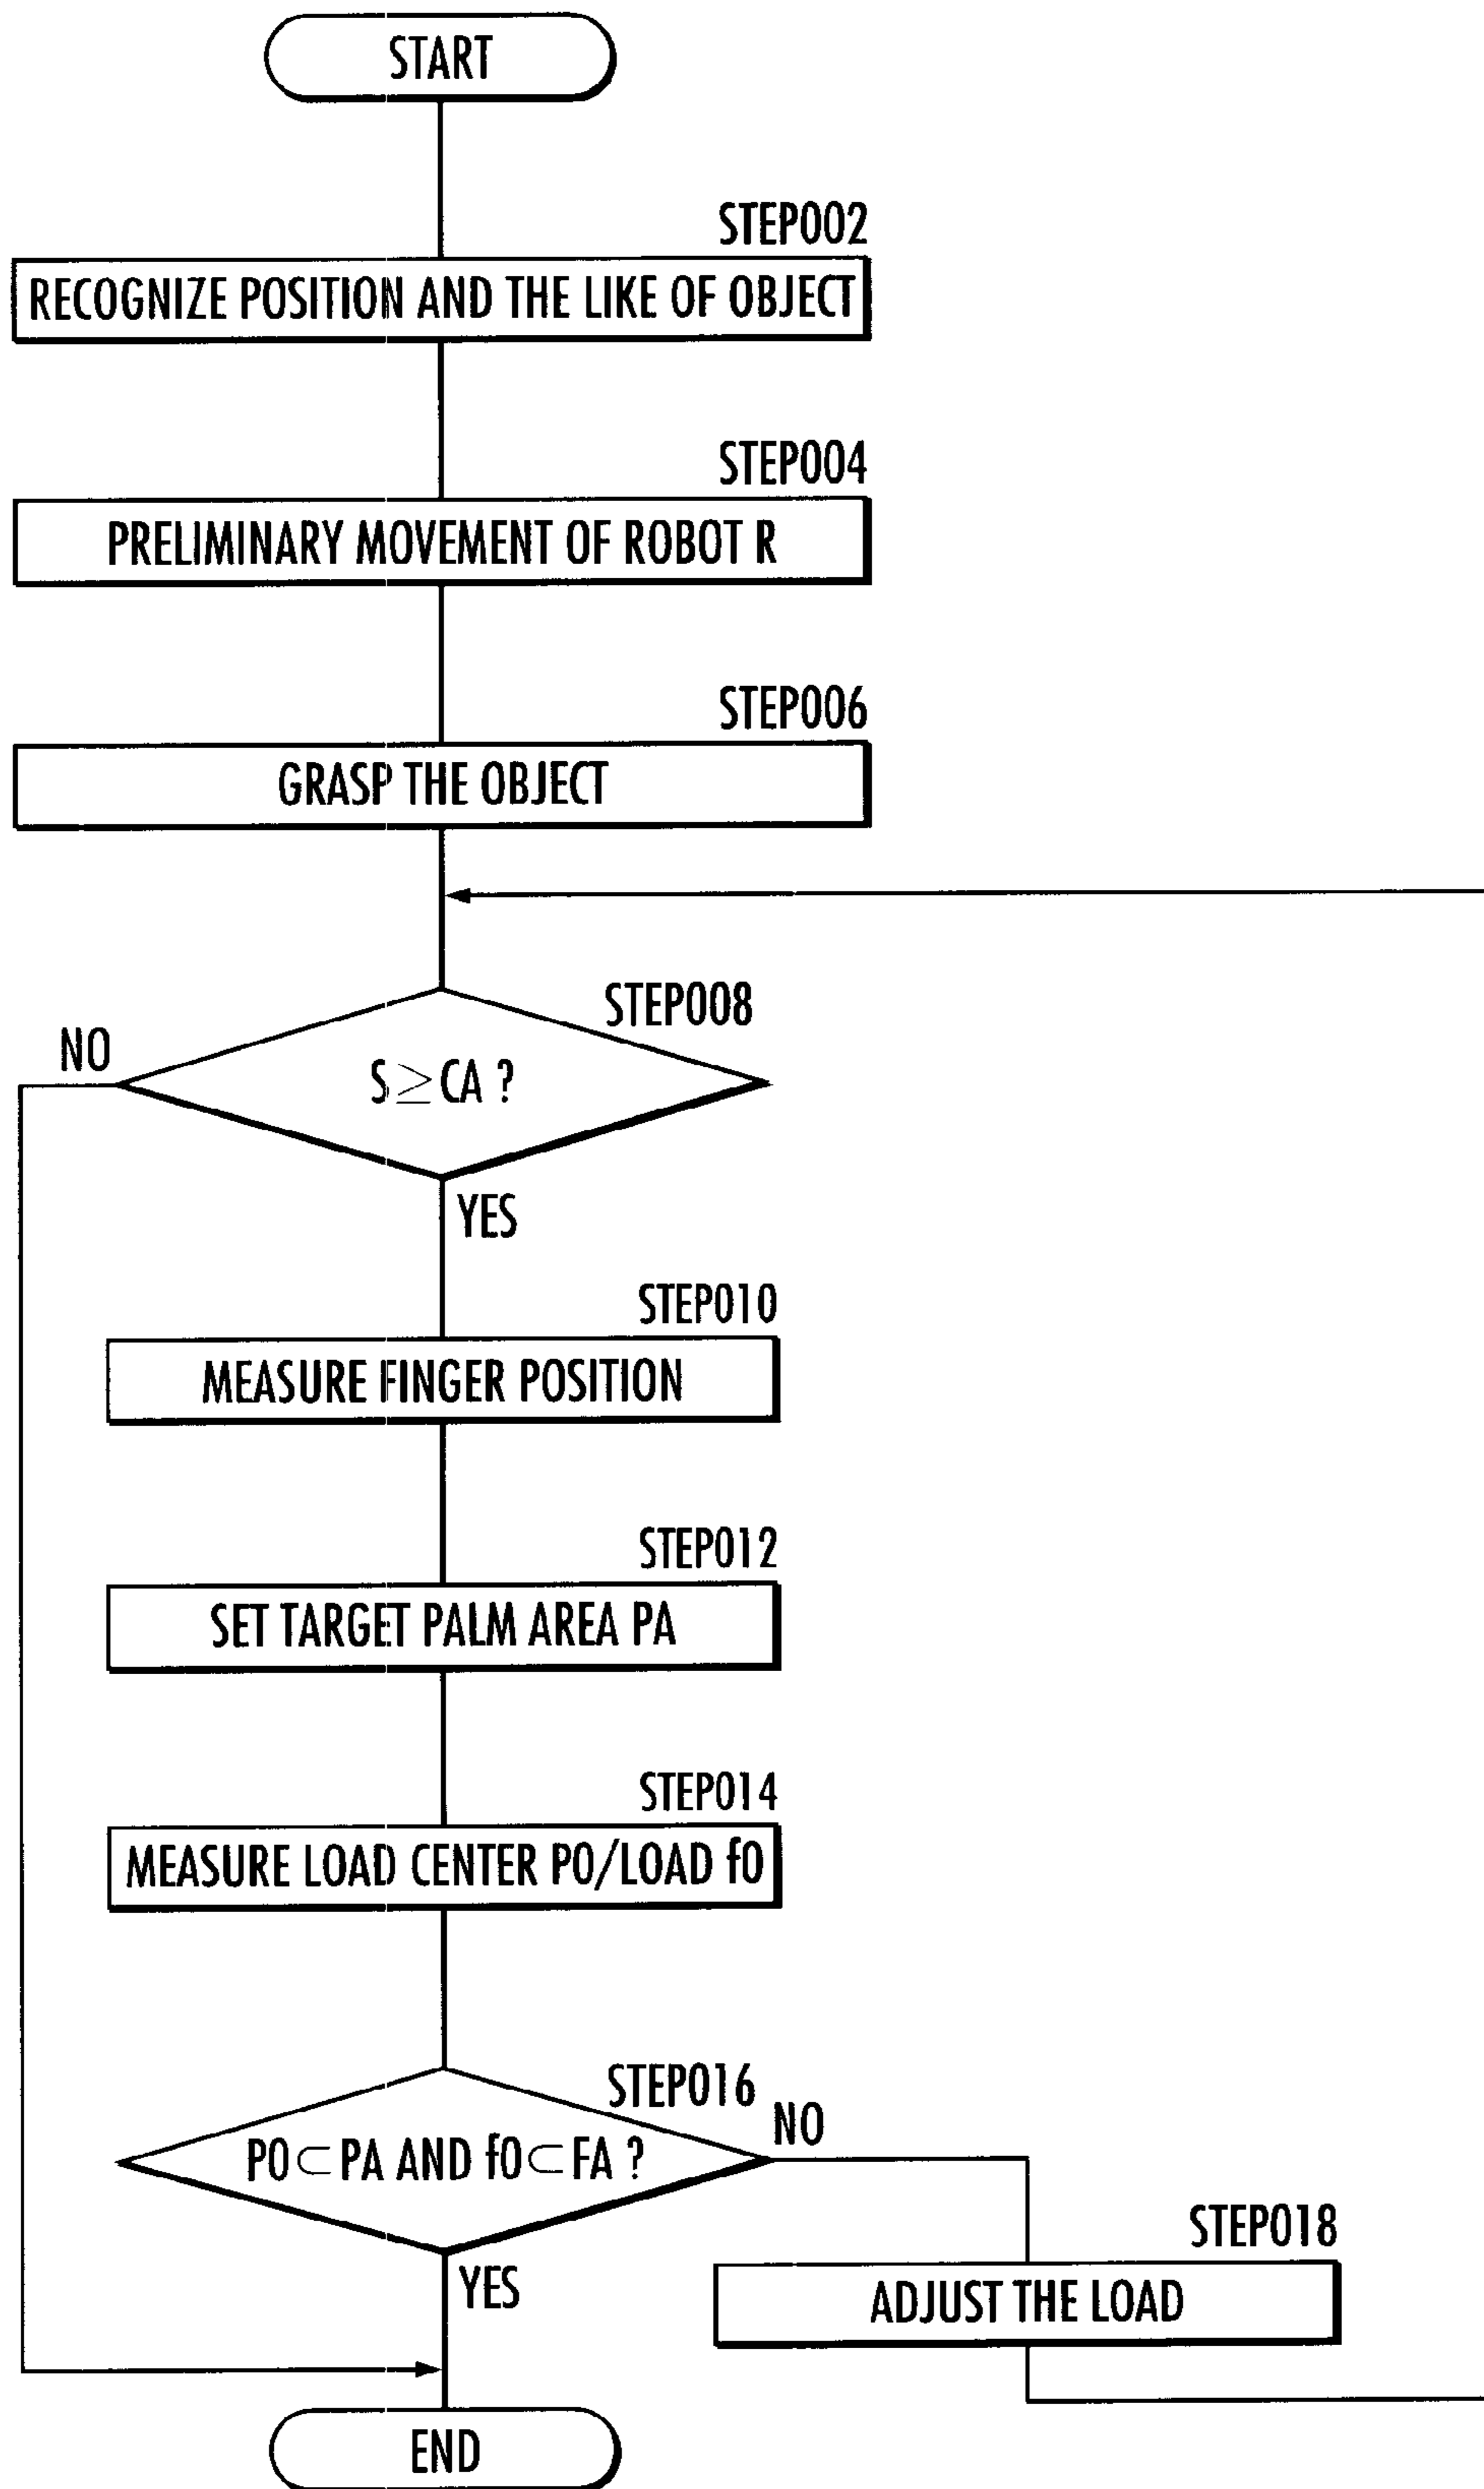 START
STEP002
RECOGNIZE POSITION AND THE LIKE OF OBJECT
STEP004
PRELIMINARY MOVEMENT OF ROBOT R
STEP006
GRASP THE OBJECT
STEP008
NO
S≥CA ?
YES
STEP010
MEASURE FINGER POSITION
STEP012
SET TARGET PALM AREA PA
STEP014
MEASURE LOAD CENTER P0/LOAD f0
STEP016
NO
P0⊂PA AND f0⊂FA ?
YES
STEP018
ADJUST THE LOAD
END